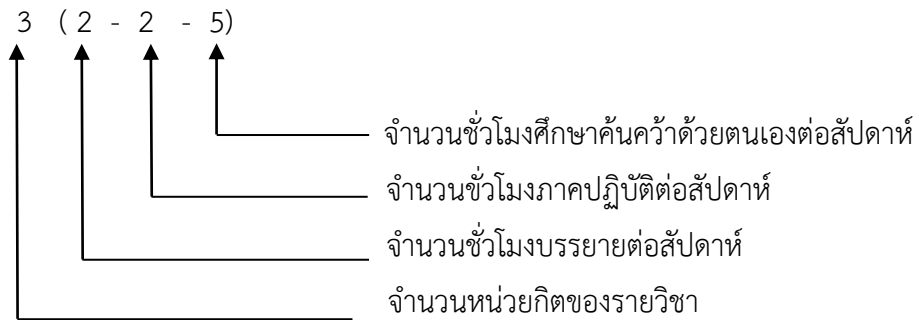 3 (2 - 2 - 5)
จำนวนชั่วโมงศึกษาค้นคว้าด้วยตนเองต่อสัปดาห์
จำนวนขั่วโมงภาคปฏิบัติต่อสัปดาห์
จำนวนชั่วโมงบรรยายต่อสัปดาห์
จำนวนหน่วยกิตของรายวิชา